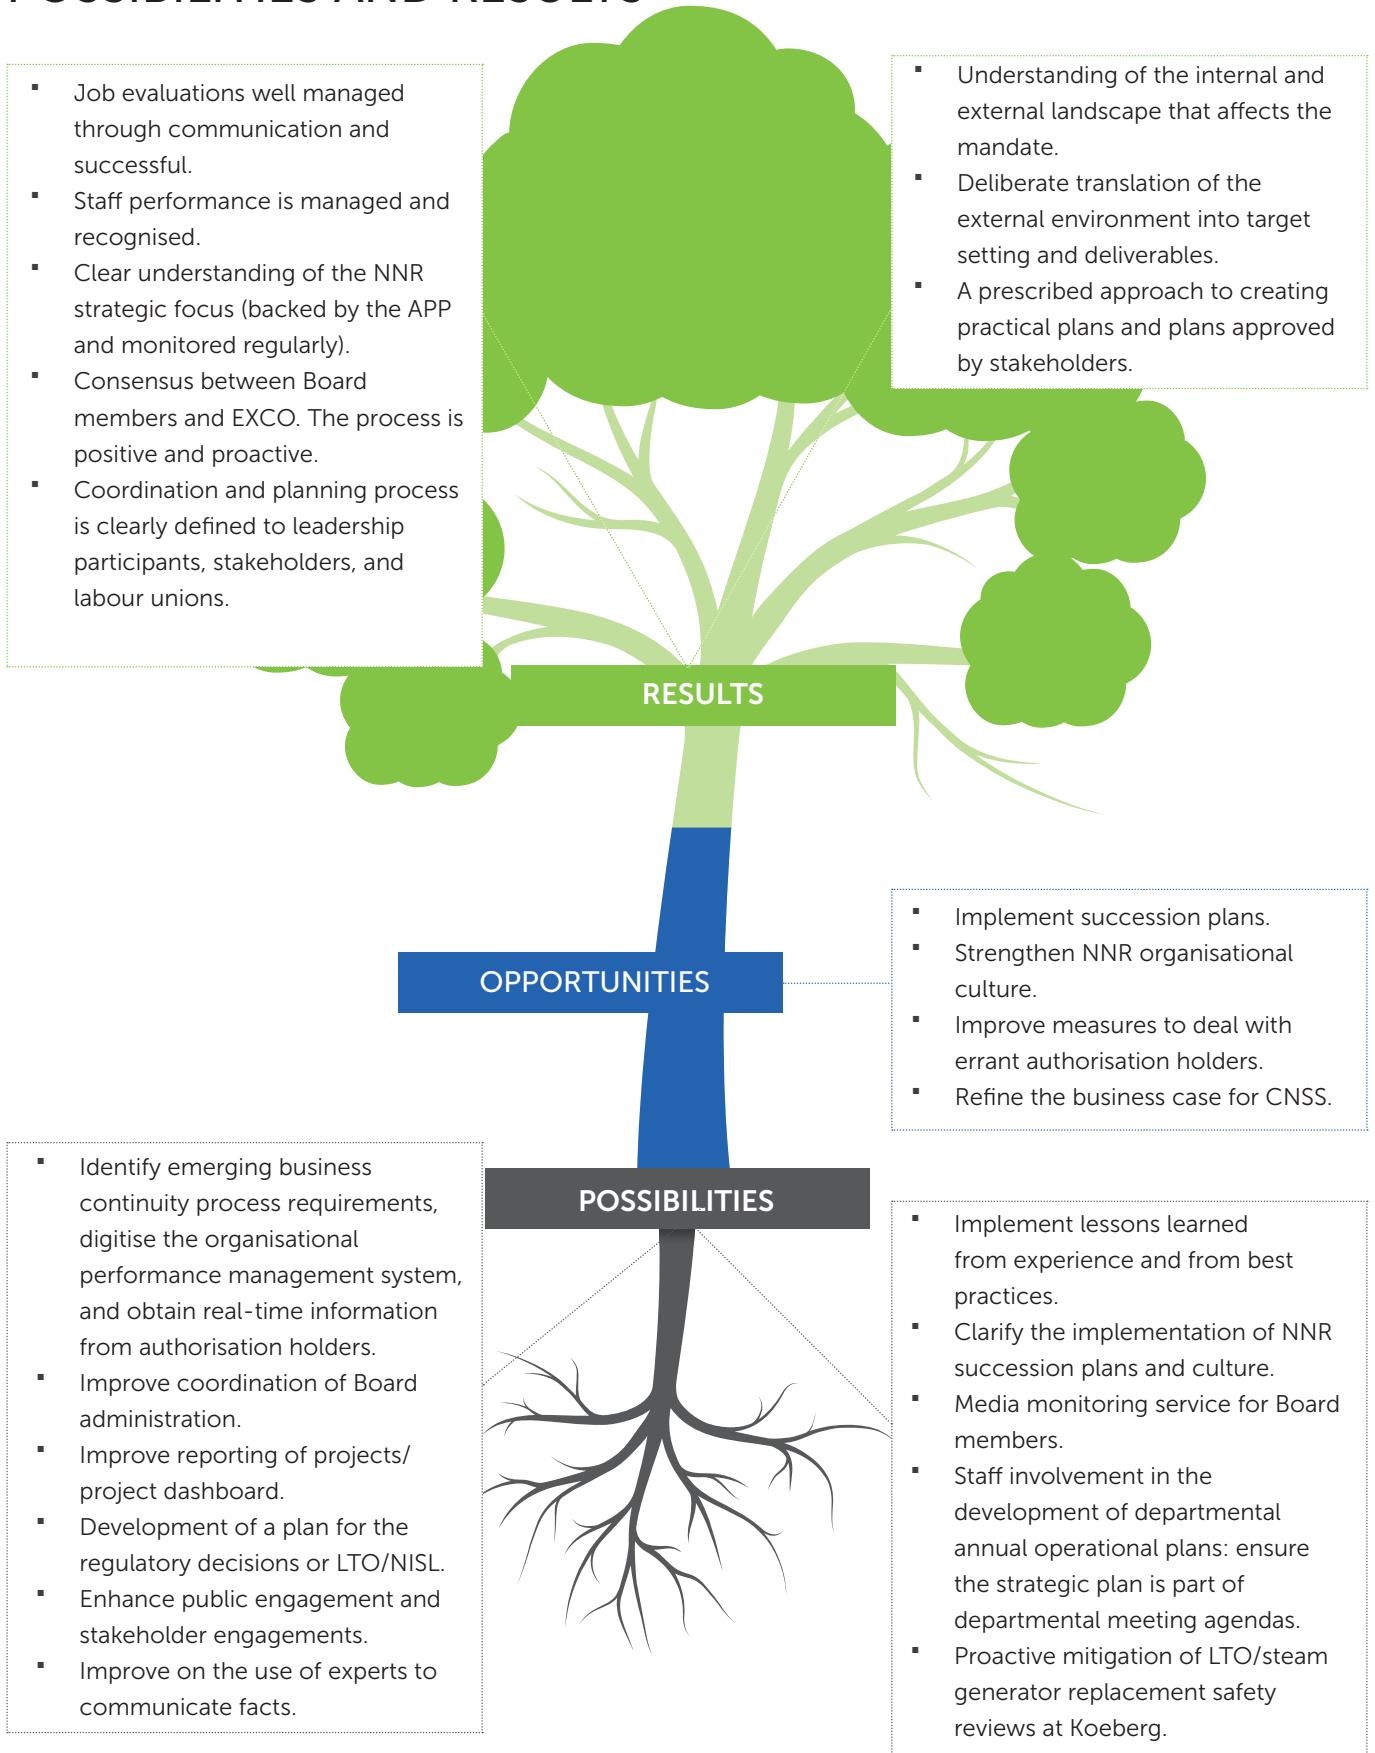 POSSIBILITIES AND RESULTS
▪ Job evaluations well managed
through communication and
successful.
▪ Staff performance is managed and
recognised.
▪ Clear understanding of the NNR
strategic focus (backed by the APP
and monitored regularly).
▪ Consensus between Board
members and EXCO. The process is
positive and proactive.
▪ Coordination and planning process
is clearly defined to leadership
participants, stakeholders, and
labour unions.
▪ Understanding of the internal and
external landscape that affects the
mandate.
▪ Deliberate translation of the
external environment into target
setting and deliverables.
▪ A prescribed approach to creating
practical plans and plans approved
by stakeholders.
RESULTS
OPPORTUNITIES
▪ Implement succession plans.
▪ Strengthen NNR organisational
culture.
▪ Improve measures to deal with
errant authorisation holders.
▪ Refine the business case for CNSS.
POSSIBILITIES
▪ Identify emerging business
continuity process requirements,
digitise the organisational
performance management system,
and obtain real-time information
from authorisation holders.
▪ Improve coordination of Board
administration.
▪ Improve reporting of projects/
project dashboard.
▪ Development of a plan for the
regulatory decisions or LTO/NISL.
▪ Enhance public engagement and
stakeholder engagements.
▪ Improve on the use of experts to
communicate facts.
▪ Implement lessons learned
from experience and from best
practices.
▪ Clarify the implementation of NNR
succession plans and culture.
▪ Media monitoring service for Board
members.
▪ Staff involvement in the
development of departmental
annual operational plans: ensure
the strategic plan is part of
departmental meeting agendas.
▪ Proactive mitigation of LTO/steam
generator replacement safety
reviews at Koeberg.